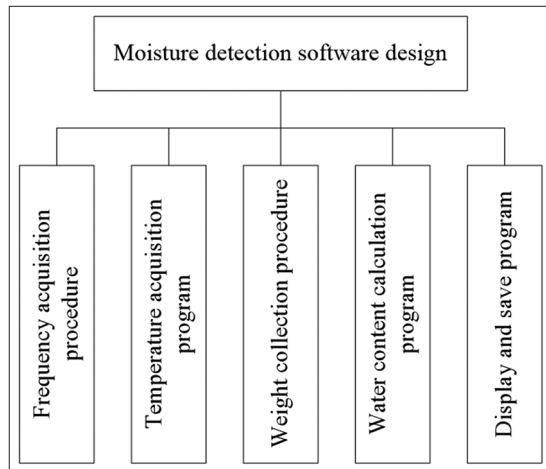 Moisture detection software design
Frequency acquisition
procedure
Temperature acquisition
program
Weight collection procedure
Water content calculation
program
Display and save program